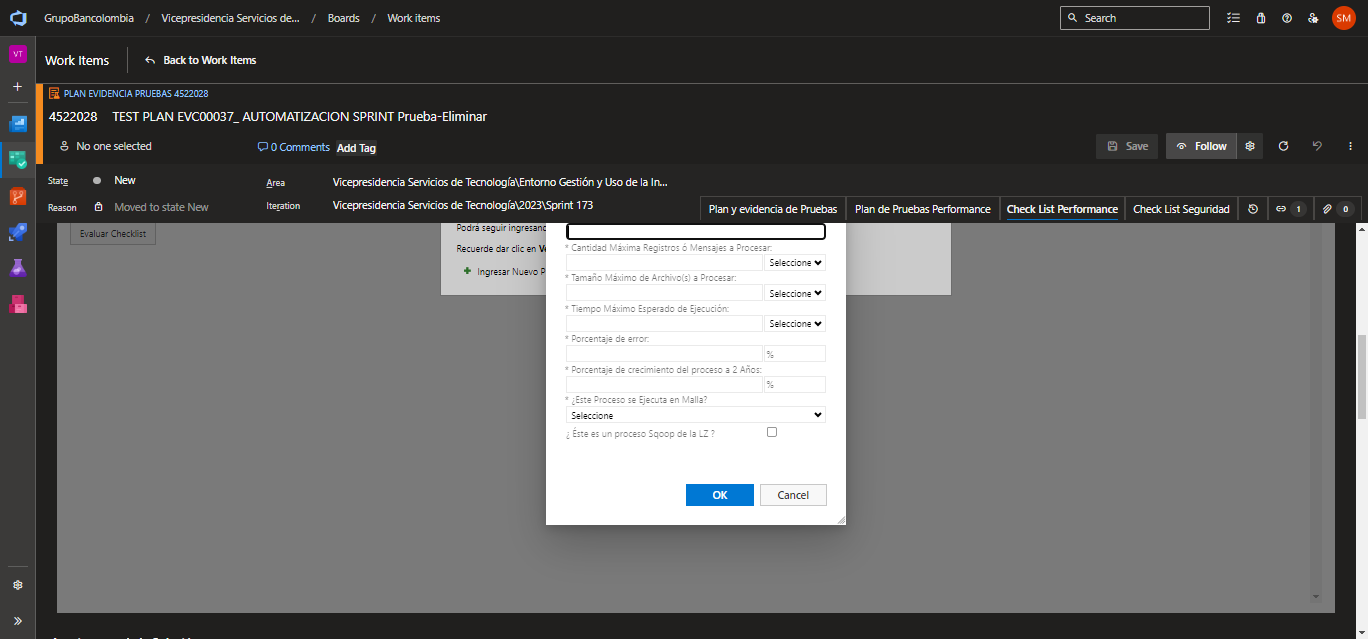 GrupoBancolombia / Vicepresidencia Servicios de... / Boards / Work items
Search
SM
VT
Work Items
Back to Work Items
PLAN EVIDENCIA PRUEBAS 4522028
4522028 TEST PLAN EVC00037_ AUTOMATIZACION SPRINT Prueba-Eliminar
No one selected
0 Comments
Add Tag
Save
Follow
State
New
Area
Vicepresidencia Servicios de Tecnología\Entorno Gestión y Uso de la In...
Reason
Moved to state New
Iteration
Vicepresidencia Servicios de Tecnología\2023\Sprint 173
Plan y evidencia de Pruebas
Plan de Pruebas Performance
Check List Performance
Check List Seguridad
1
0
Evaluar Checklist
Podrá seguir ingresand
Recuerde dar clic en Ve
Ingresar Nuevo P
* Cantidad Máxima Registros ó Mensajes a Procesar:
Seleccione
* Tamaño Máximo de Archivo(s) a Procesar:
Seleccione
* Tiempo Máximo Esperado de Ejecución:
Seleccione
* Porcentaje de error:
%
* Porcentaje de crecimiento del proceso a 2 Años:
%
* ¿Este Proceso se Ejecuta en Malla?
Seleccione
¿ Éste es un proceso Sqoop de la LZ ?
OK
Cancel